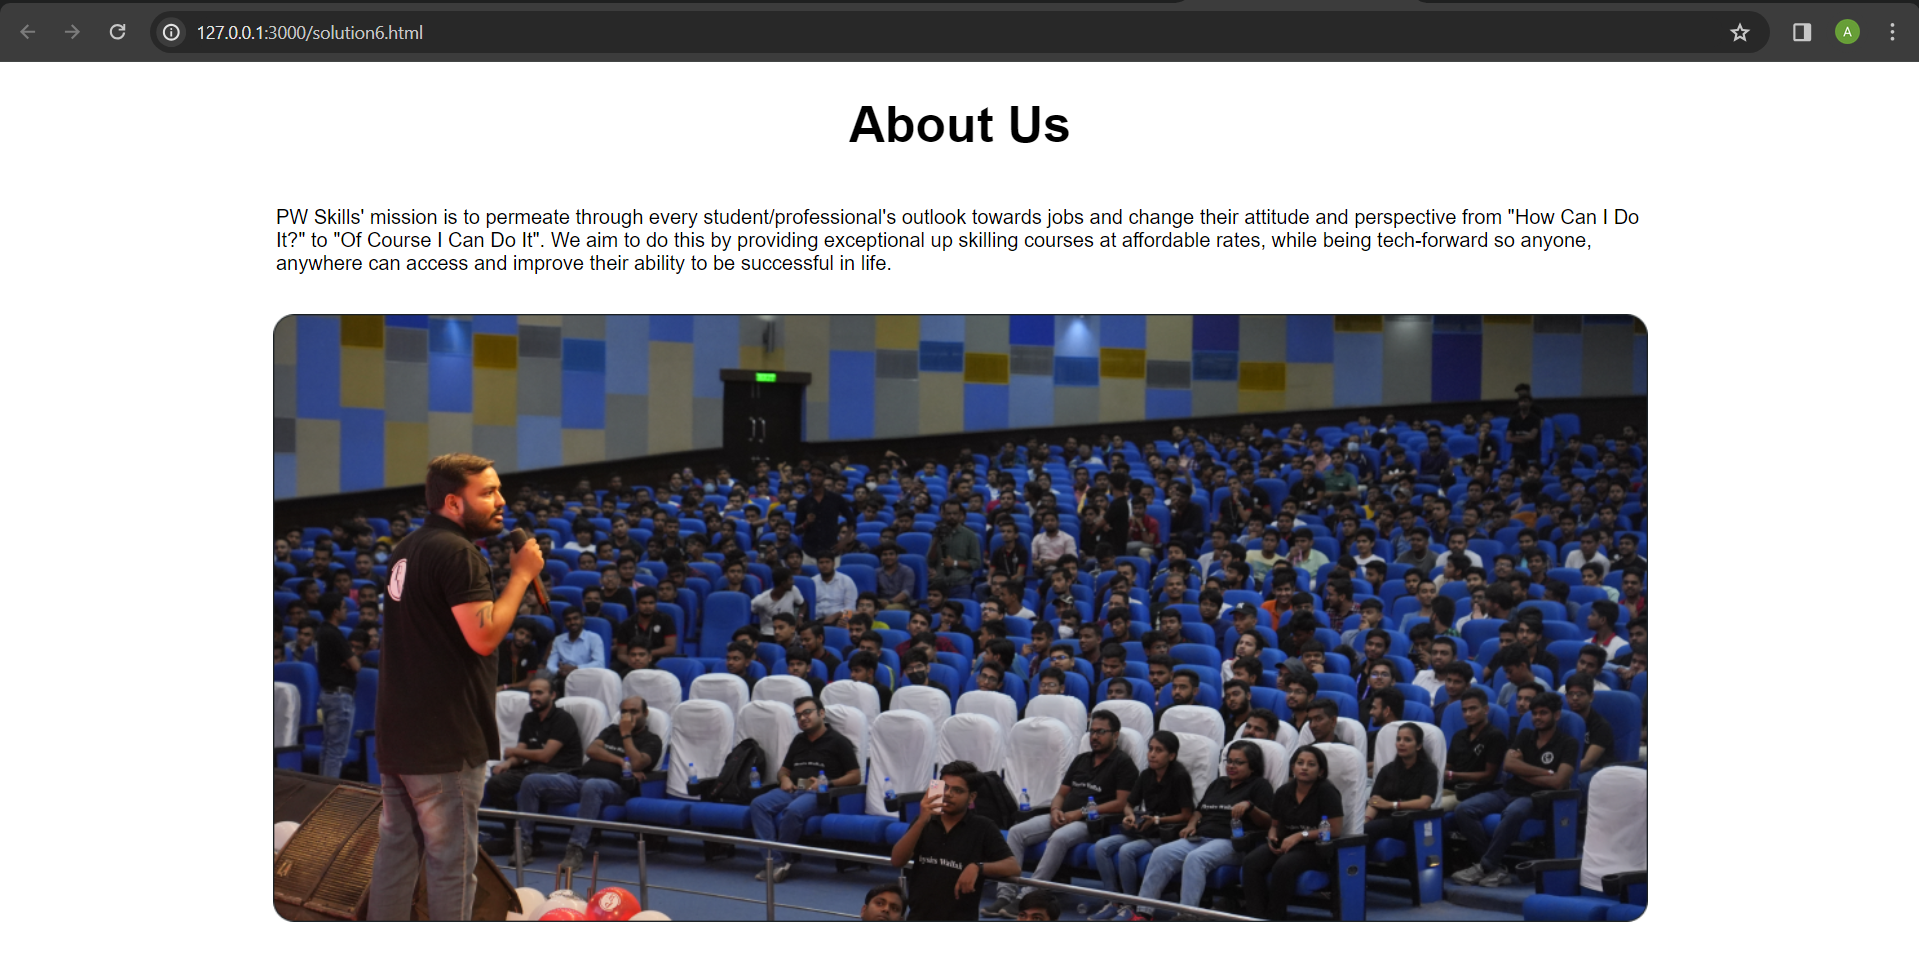 127.0.0.1:3000/solution6.html
A
About Us
PW Skills' mission is to permeate through every student/professional's outlook towards jobs and change their attitude and perspective from "How Can I Do
It?" to "Of Course I Can Do It". We aim to do this by providing exceptional up skilling courses at affordable rates, while being tech-forward so anyone,
anywhere can access and improve their ability to be successful in life.